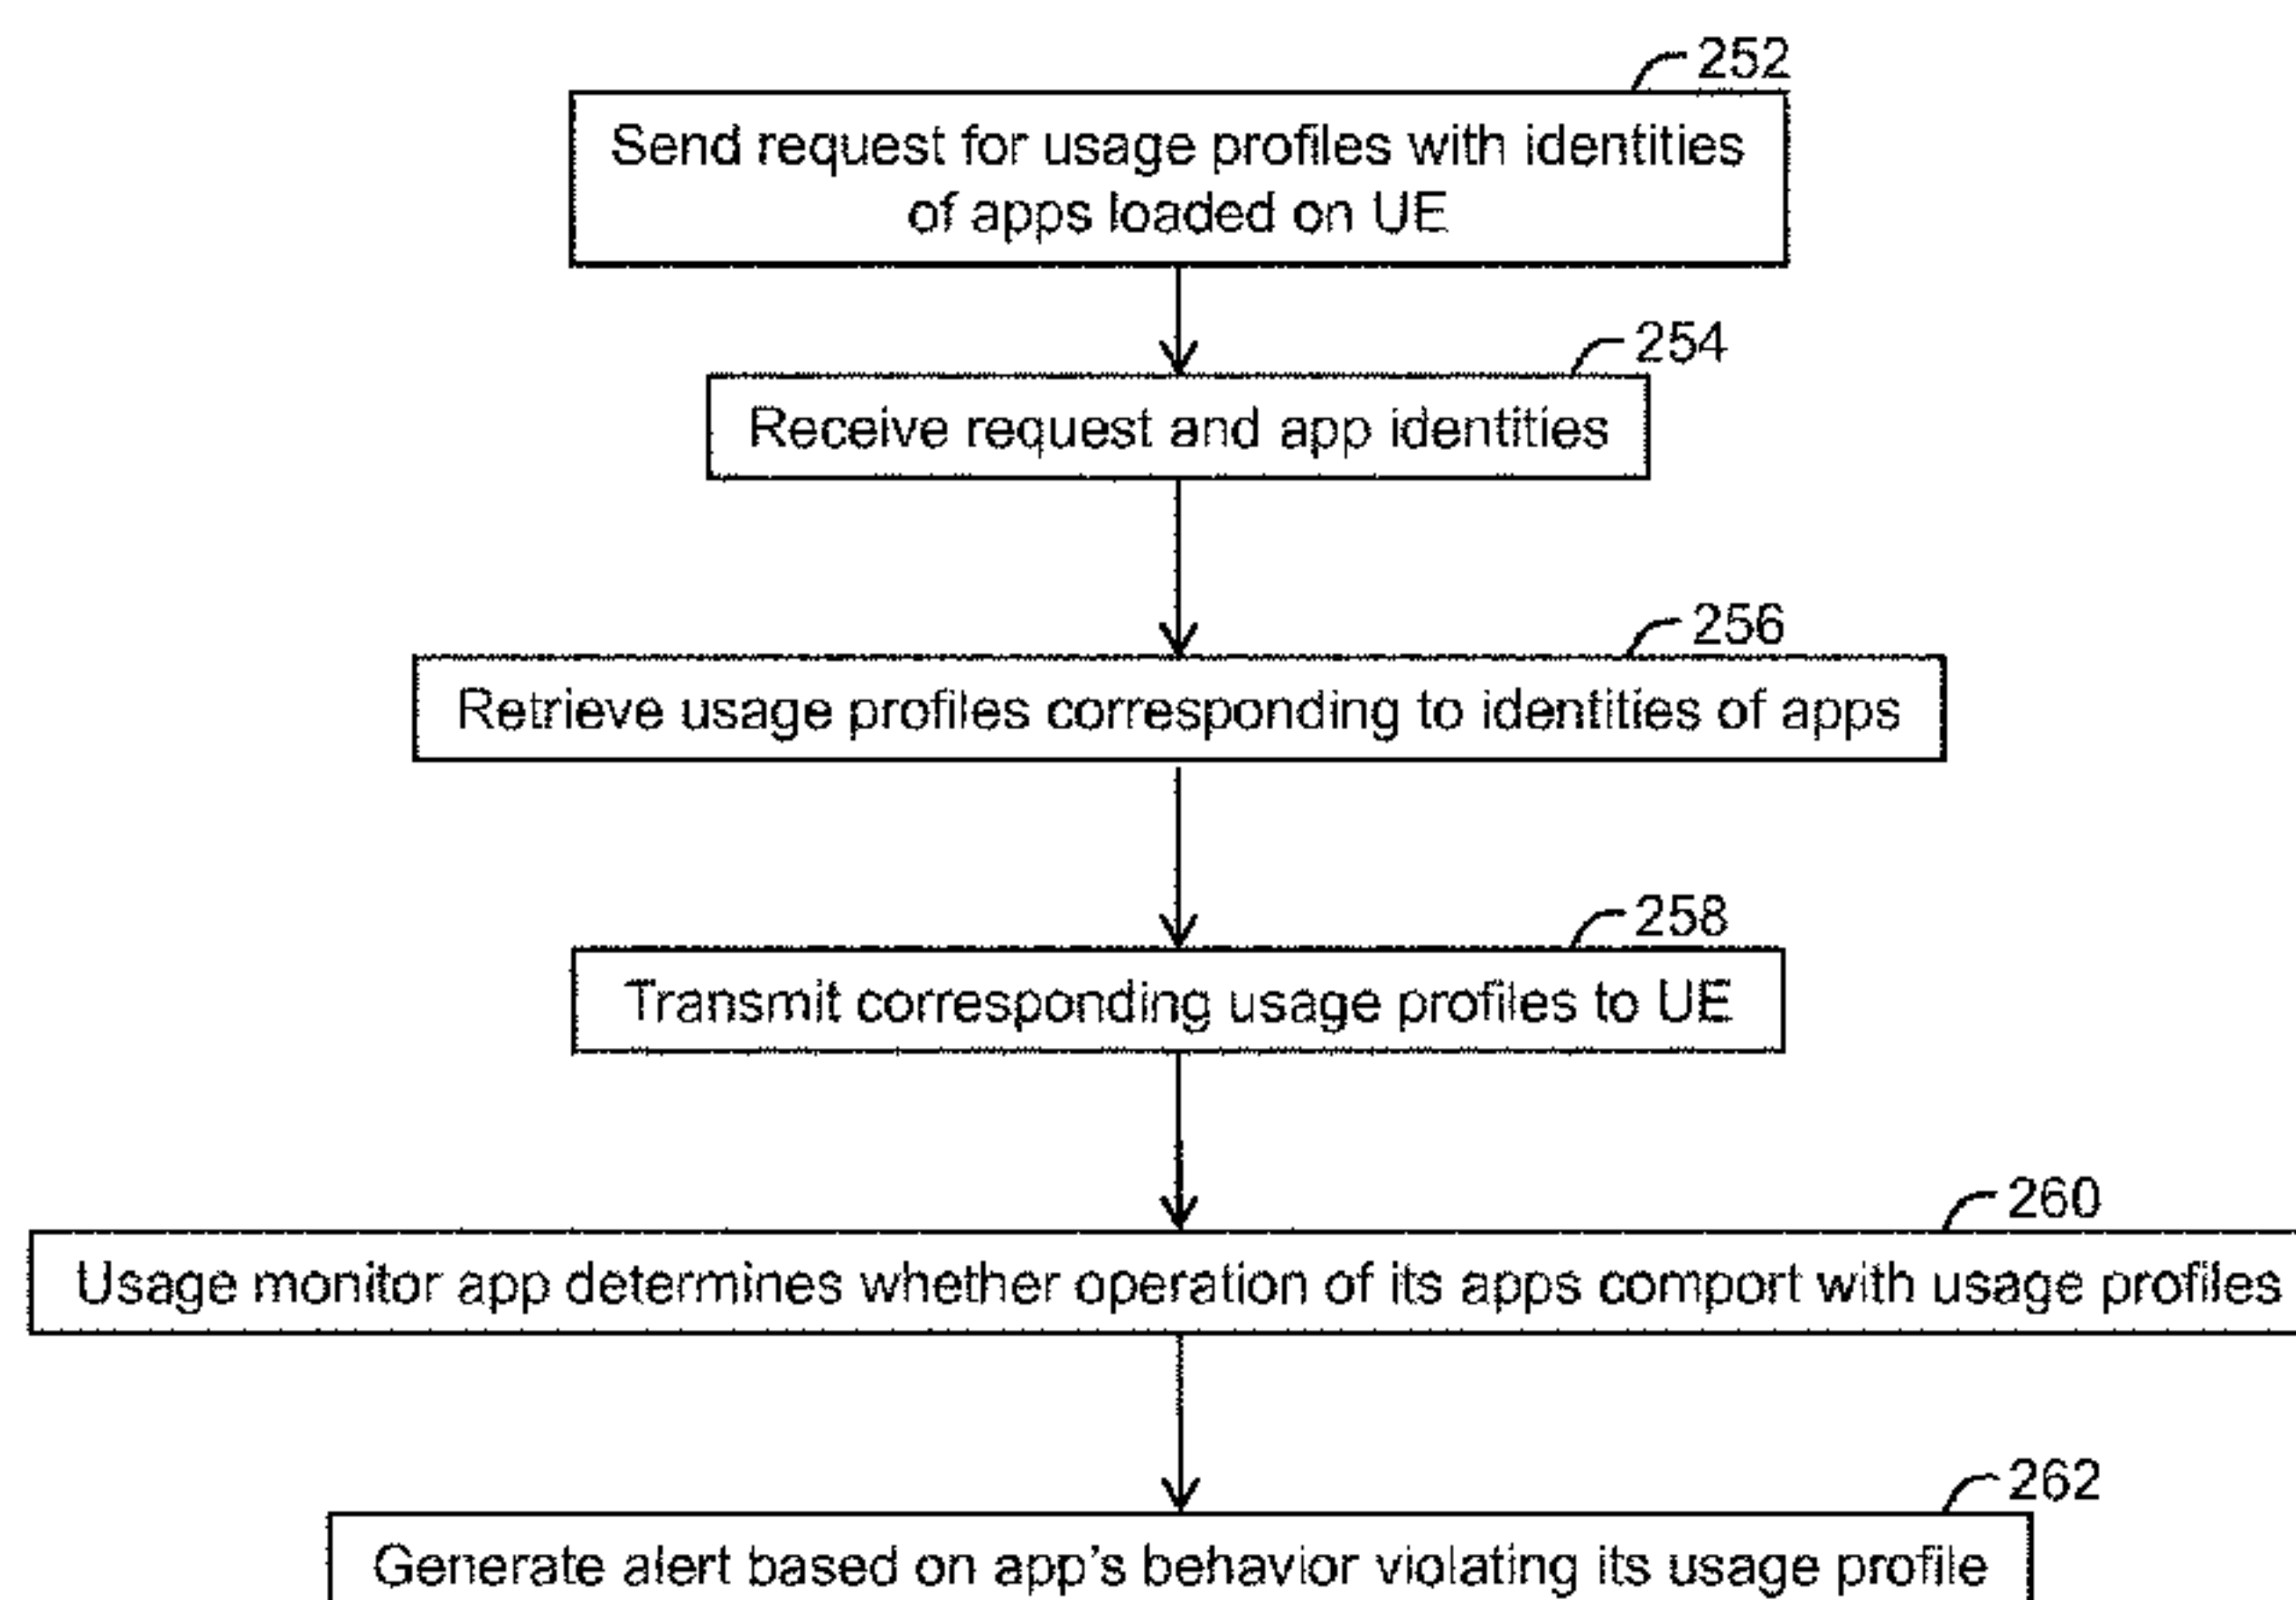 252
Send request for usage profiles with identities
of apps loaded on UE
254
Receive request and app identities
256
Retrieve usage profiles corresponding to identities of apps
258
Transmit corresponding usage profiles to UE
260
Usage monitor app determines whether operation of its apps comport with usage profiles
262
Generate alert based on app's behavior violating its usage profile